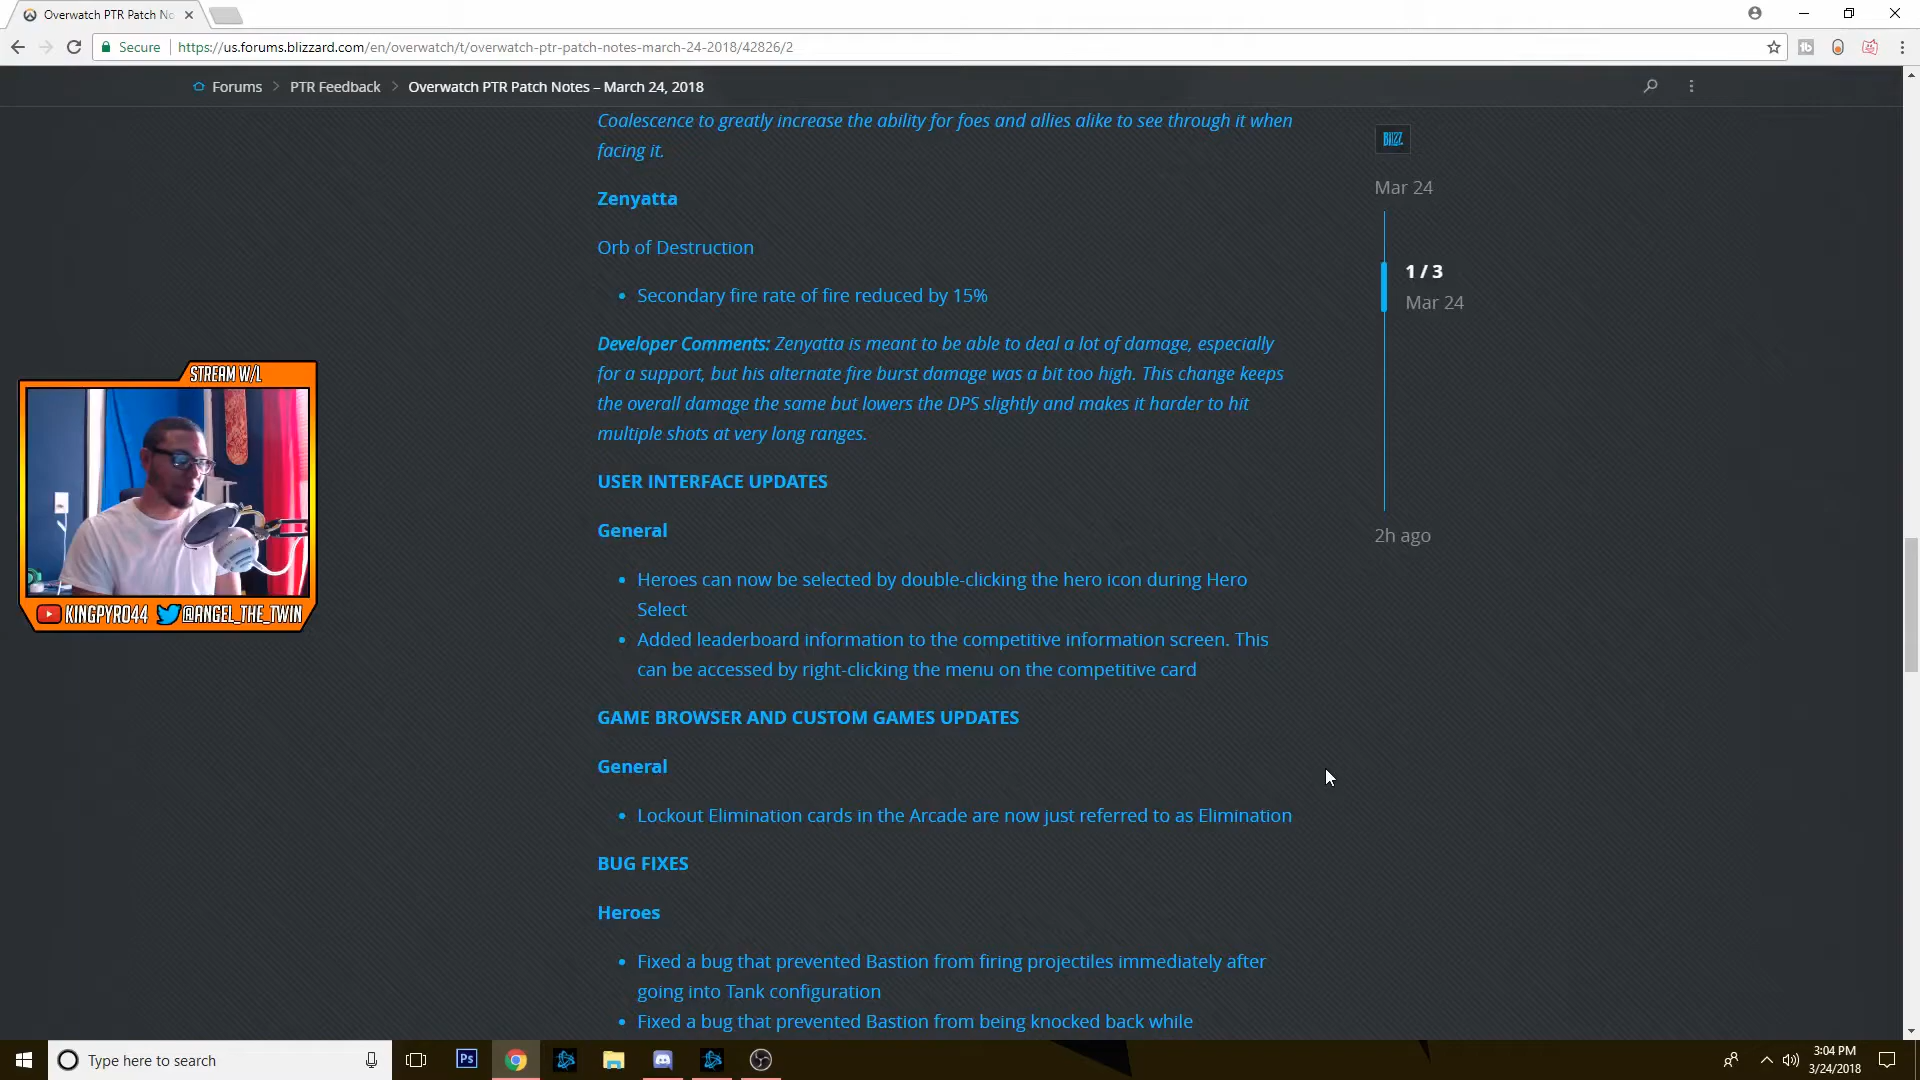 Overwatch PTR Patch No
Secure
https://us.forums.blizzard.com/en/overwatch/t/overwatch-ptr-patch-notes-march-24-2018/42826/2
Forums
PTR Feedback
Overwatch PTR Patch Notes – March 24, 2018
Coalescence to greatly increase the ability for foes and allies alike to see through it when
facing it.
Zenyatta
Orb of Destruction
• Secondary fire rate of fire reduced by 15%
Developer Comments: Zenyatta is meant to be able to deal a lot of damage, especially
for a support, but his alternate fire burst damage was a bit too high. This change keeps
the overall damage the same but lowers the DPS slightly and makes it harder to hit
multiple shots at very long ranges.
USER INTERFACE UPDATES
General
• Heroes can now be selected by double-clicking the hero icon during Hero
Select
• Added leaderboard information to the competitive information screen. This
can be accessed by right-clicking the menu on the competitive card
GAME BROWSER AND CUSTOM GAMES UPDATES
General
• Lockout Elimination cards in the Arcade are now just referred to as Elimination
BUG FIXES
Heroes
• Fixed a bug that prevented Bastion from firing projectiles immediately after
going into Tank configuration
• Fixed a bug that prevented Bastion from being knocked back while
BLIZZ
Mar 24
1 / 3
Mar 24
2h ago
STREAM W/L
KINGPYRO44
@ANGEL_THE_TWIN
Type here to search
Ps
3:04 PM
3/24/2018